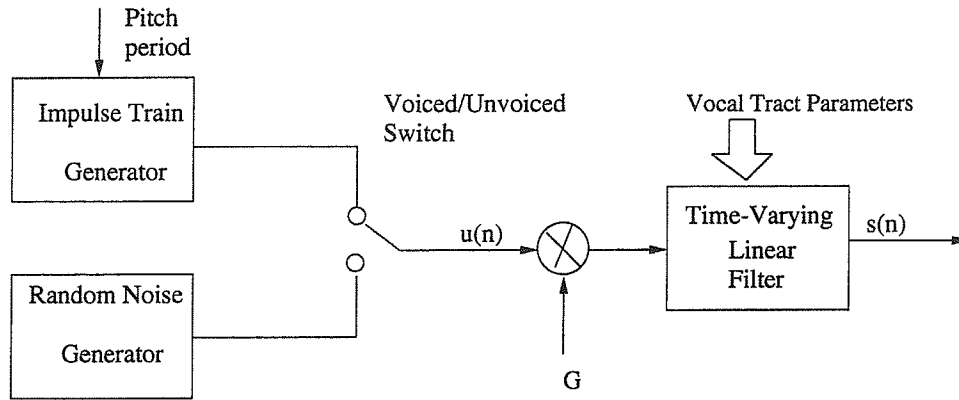 Pitch
period
Impulse Train
Generator
Voiced/Unvoiced
Switch
Vocal Tract Parameters
u(n)
Time-Varying
Linear
Filter
s(n)
Random Noise
Generator
G